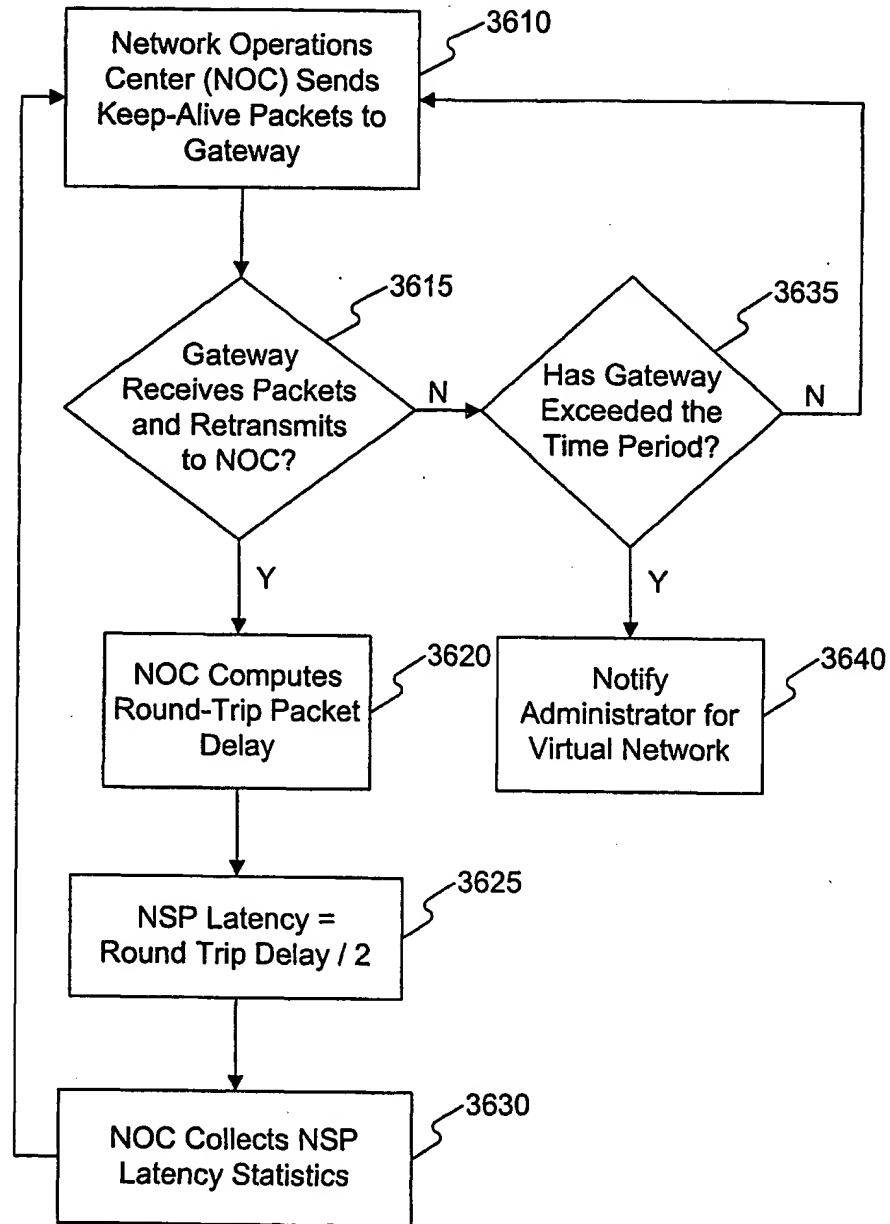 Network Operations
Center (NOC) Sends
Keep-Alive Packets to
Gateway
3610
3615
Gateway
Receives Packets
and Retransmits
to NOC?
N
3635
Has Gateway
Exceeded the
Time Period?
N
Y
Y
3620
NOC Computes
Round-Trip Packet
Delay
3640
Notify
Administrator for
Virtual Network
3625
NSP Latency =
Round Trip Delay / 2
3630
NOC Collects NSP
Latency Statistics